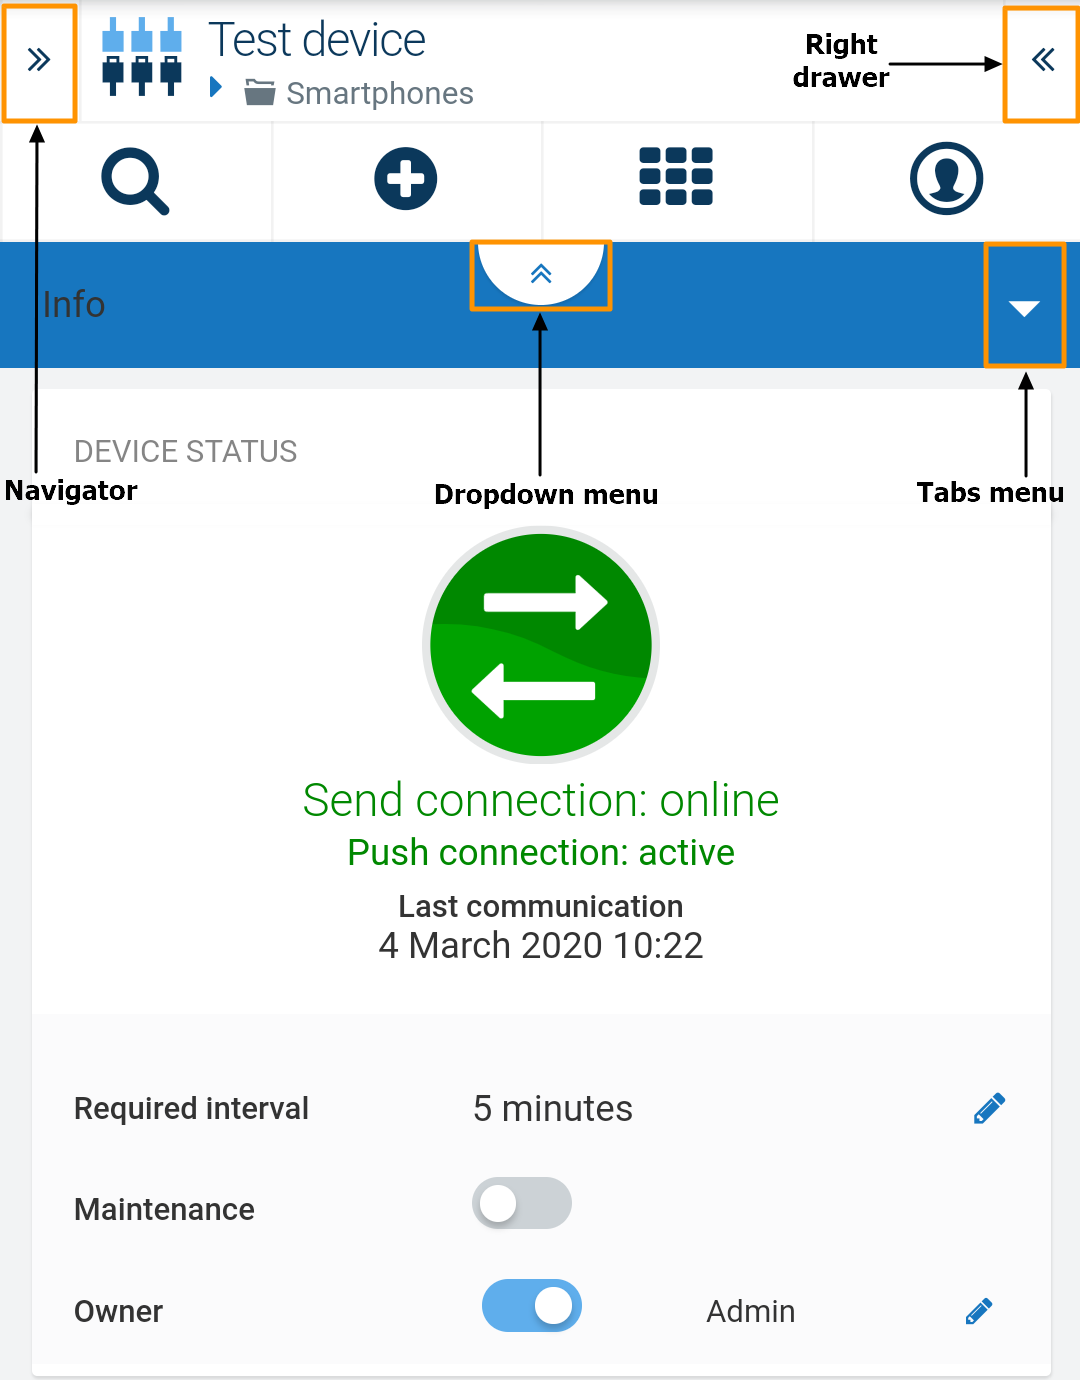 Test device
Smartphones
Right
drawer
Info
DEVICE STATUS
Navigator
Dropdown menu
Tabs menu
Send connection: online
Push connection: active
Last communication
4 March 2020 10:22
Required interval
5 minutes
Maintenance
Owner
Admin